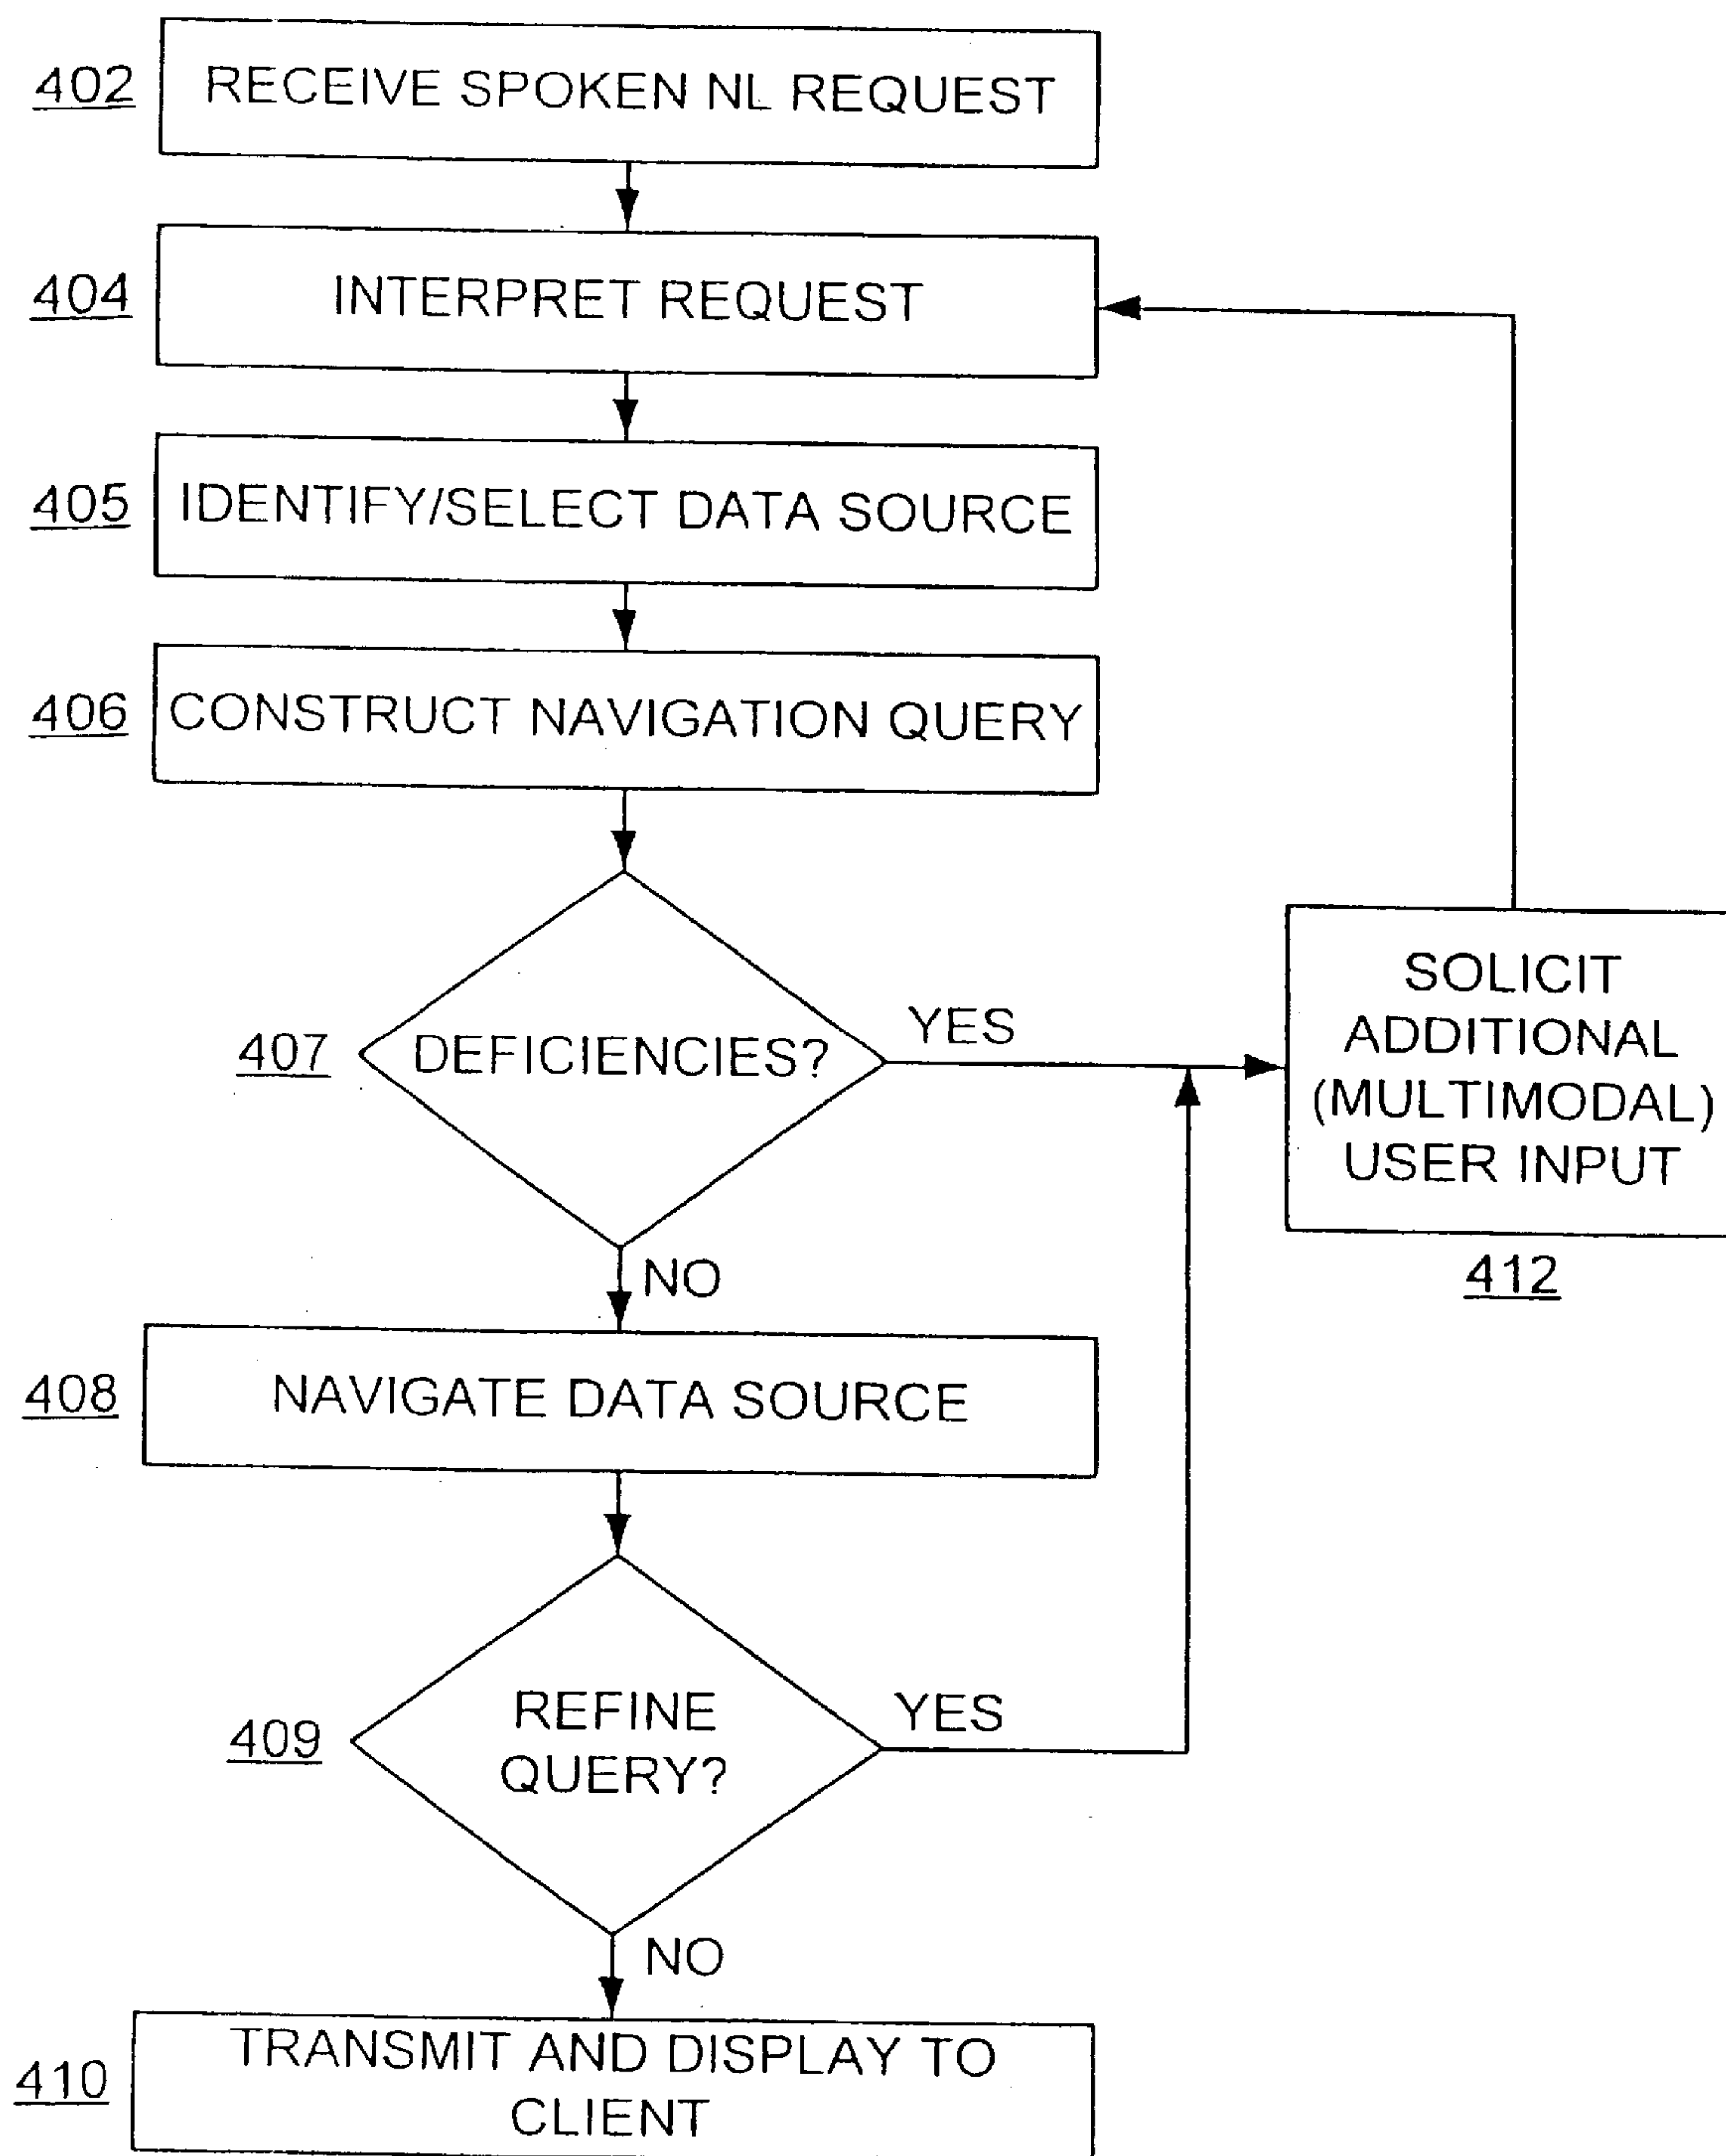 402
RECEIVE SPOKEN NL REQUEST
404
INTERPRET REQUEST
405
IDENTIFY/SELECT DATA SOURCE
406
CONSTRUCT NAVIGATION QUERY
407
DEFICIENCIES?
YES
SOLICIT
ADDITIONAL
(MULTIMODAL)
USER INPUT
412
NO
408
NAVIGATE DATA SOURCE
409
REFINE
QUERY?
YES
NO
410
TRANSMIT AND DISPLAY TO
CLIENT